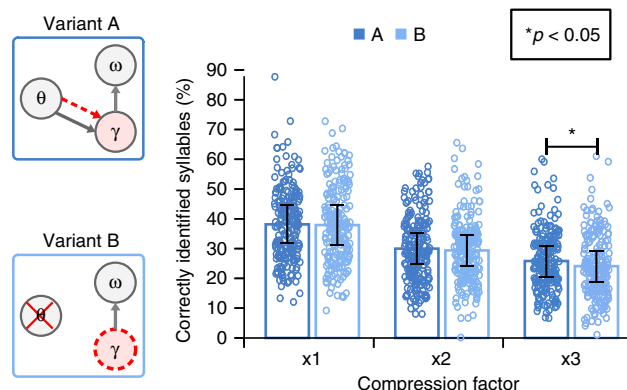 Variant A
ω
θ
γ
Variant B
ω
θ
γ
A B
*p < 0.05
Correctly identified syllables (%)
90
80
70
60
50
40
30
20
10
0
*
x1 x2 x3
Compression factor